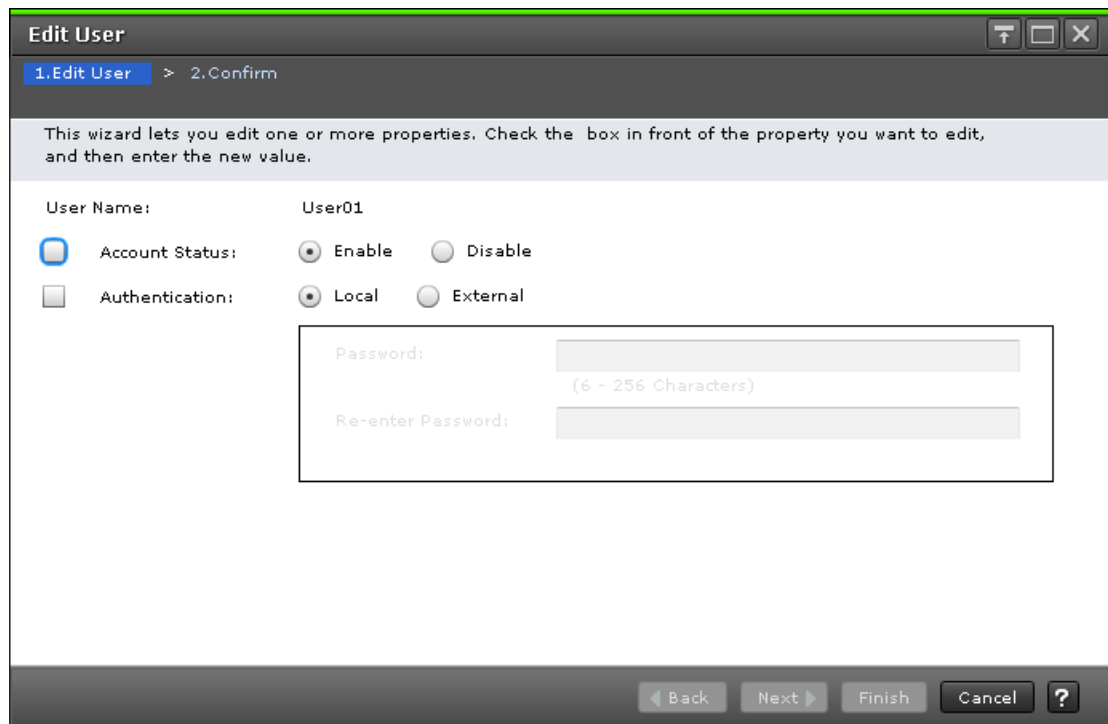 Edit User
1.Edit User > 2.Confirm
This wizard lets you edit one or more properties. Check the box in front of the property you want to edit,
and then enter the new value.
User Name: User01
Account Status: Enable Disable
Authentication: Local External
Password:
(6 - 256 Characters)
Re-enter Password:
Back Next Finish Cancel ?